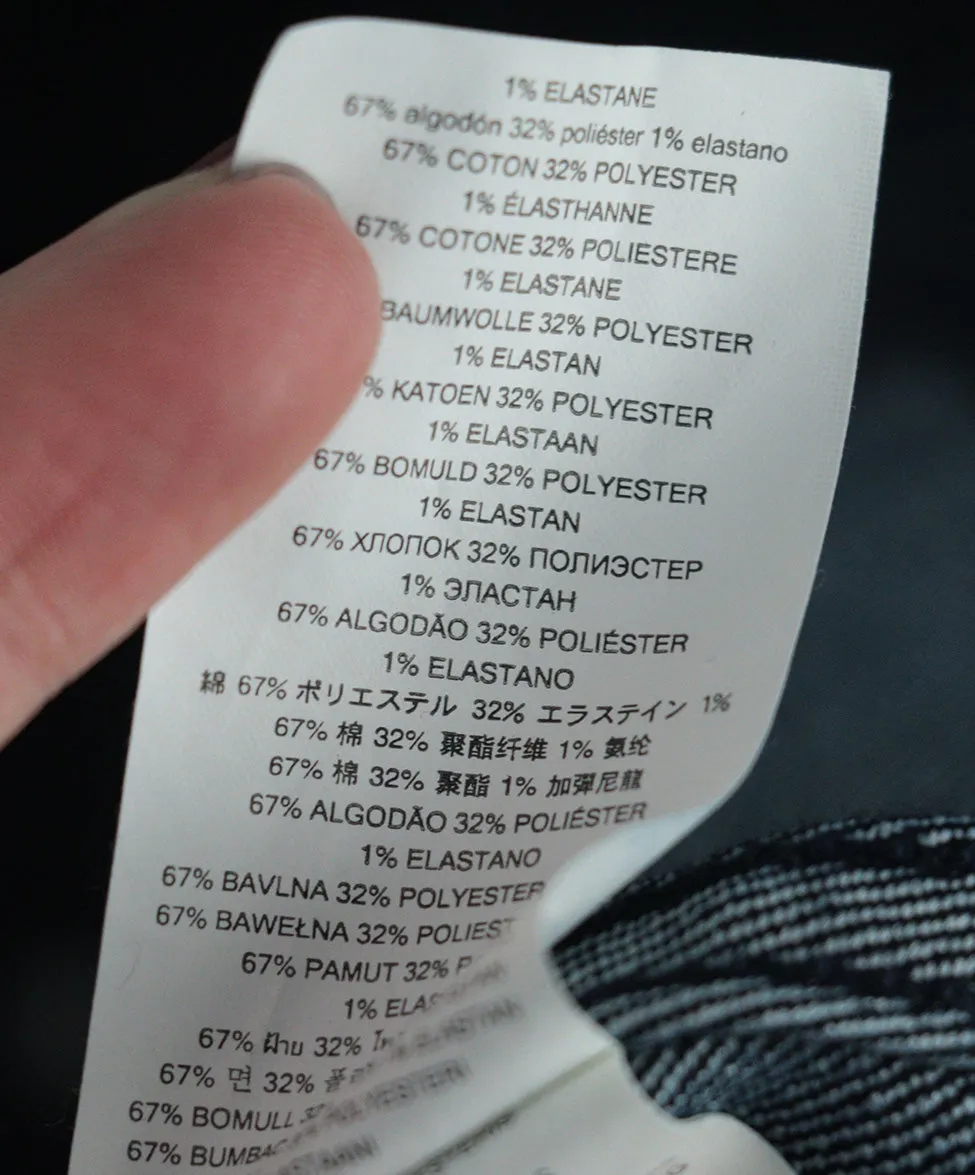 1% ELASTANE
67% algodón 32% poliéster 1% elastano
67% COTON 32% POLYESTER
1% ÉLASTHANNE
67% COTONE 32% POLIESTERE
1% ELASTANE
BAUMWOLLE 32% POLYESTER
1% ELASTAN
% KATOEN 32% POLYESTER
1% ELASTAAN
67% BOMULD 32% POLYESTER
1% ELASTAN
67% ХЛОПОК 32% ПОЛИЭСТЕР
1% ЭЛАСТАН
67% ALGODÃO 32% POLIÉSTER
1% ELASTANO
綿 67% ポリエステル 32% エラステイン 1%
67% 棉 32% 聚酯纤维 1% 氨纶
67% 棉 32% 聚酯 1% 加彈尼龍
67% ALGODÃO 32% POLIÉSTER
1% ELASTANO
67% BAVLNA 32% POLYESTER
67% BAWEŁNA 32% POLIEST
67% PAMUT 32% P
1% ELAS
67% ฝ้าย 32%
67% 면 32%
67% BOMULL
67% BUMBAC